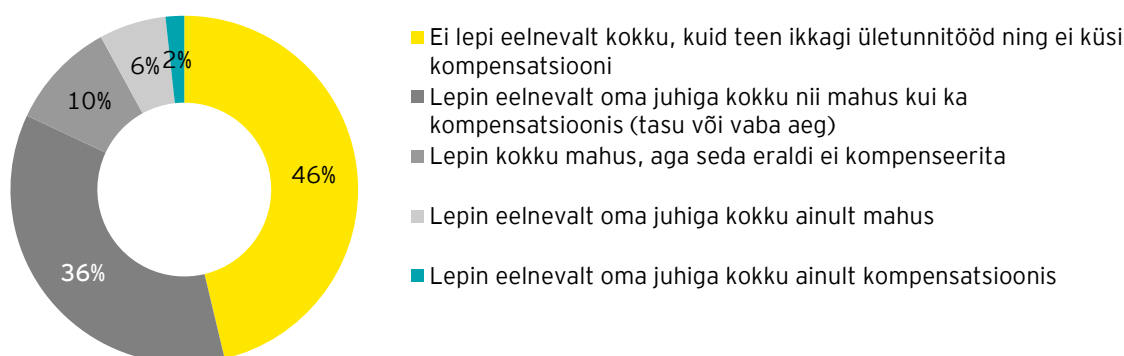 6%
2%
10%
46%
36%
Ei lepi eelnevalt kokku, kuid teen ikkagi ületunnitööd ning ei küsi
kompensatsiooni
Lepin eelnevalt oma juhiga kokku nii mahus kui ka
kompensatsioonis (tasu või vaba aeg)
Lepin kokku mahus, aga seda eraldi ei kompenseerita
Lepin eelnevalt oma juhiga kokku ainult mahus
Lepin eelnevalt oma juhiga kokku ainult kompensatsioonis